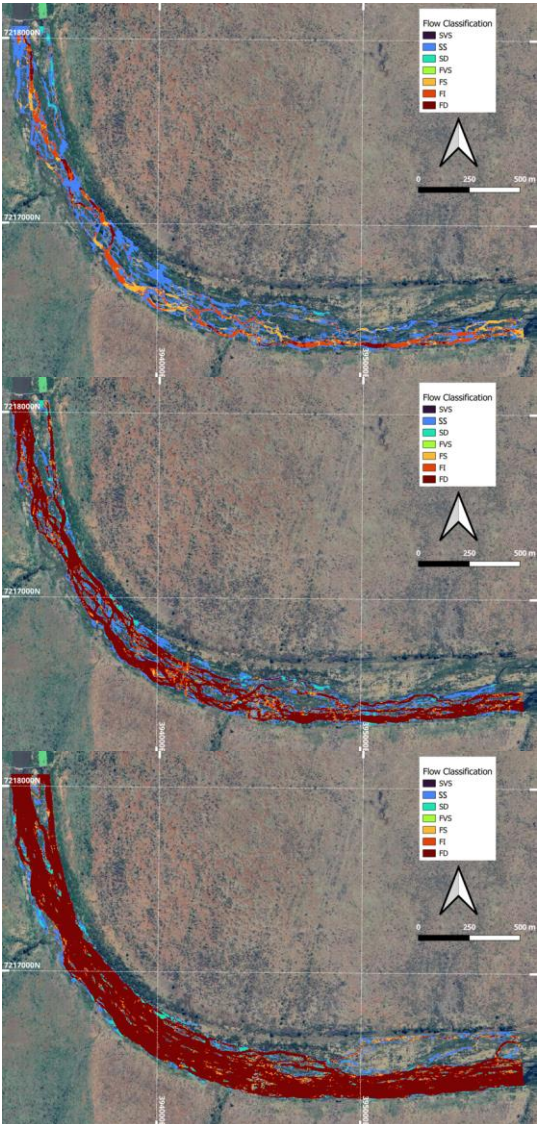 7218000N
Flow Classification
SVS
SS
SD
FVS
FS
FI
FD
0 250 500 m
7217000N
394000E
395000E
7218000N
Flow Classification
SVS
SS
SD
FVS
FS
FI
FD
0 250 500 m
7217000N
394000E
395000E
7218000N
Flow Classification
SVS
SS
SD
FVS
FS
FI
FD
0 250 500 m
7217000N
394000E
395000E